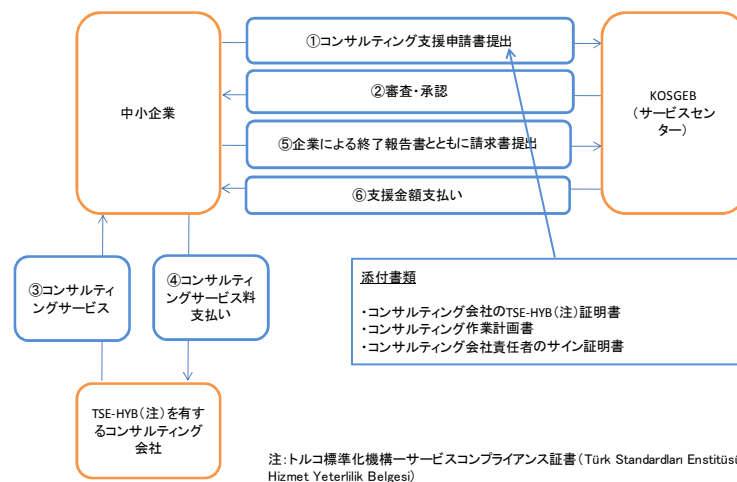 ①コンサルティング支援申請書提出
②審査・承認
中小企業
KOSGEB
（サービスセン
ター）
⑤企業による終了報告書とともに請求書提出
⑥支援金額支払い
③コンサルティ
ングサービス
④コンサルティ
ングサービス料
支払い
添付書類
・コンサルティング会社のTSE-HYB（注）証明書
・コンサルティング作業計画書
・コンサルティング会社責任者のサイン証明書
TSE-HYB（注）を有す
るコンサルティング
会社
注：トルコ標準化機構ーサービスコンプライアンス証書（Türk Standardları Enstitüsü
Hizmet Yeterlilik Belgesi）